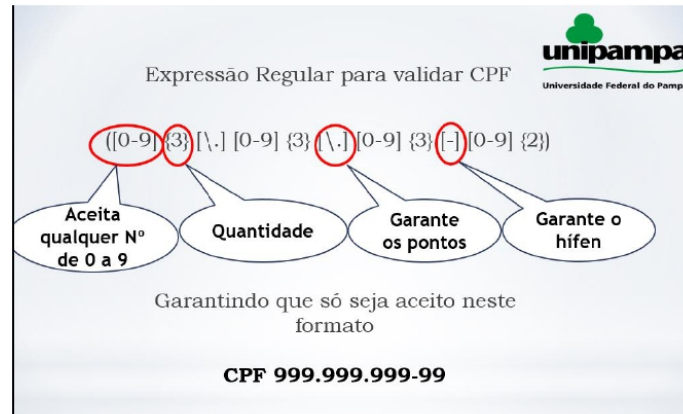 unipampa
Universidade Federal do Pamp
Expressão Regular para validar CPF
([0-9] {3} [\.] [0-9] {3} [\.] [0-9] {3} [-] [0-9] {2})
Aceita
qualquer Nº
de 0 a 9
Quantidade
Garante
os pontos
Garante o
hífen
Garantindo que só seja aceito neste
formato
CPF 999.999.999-99